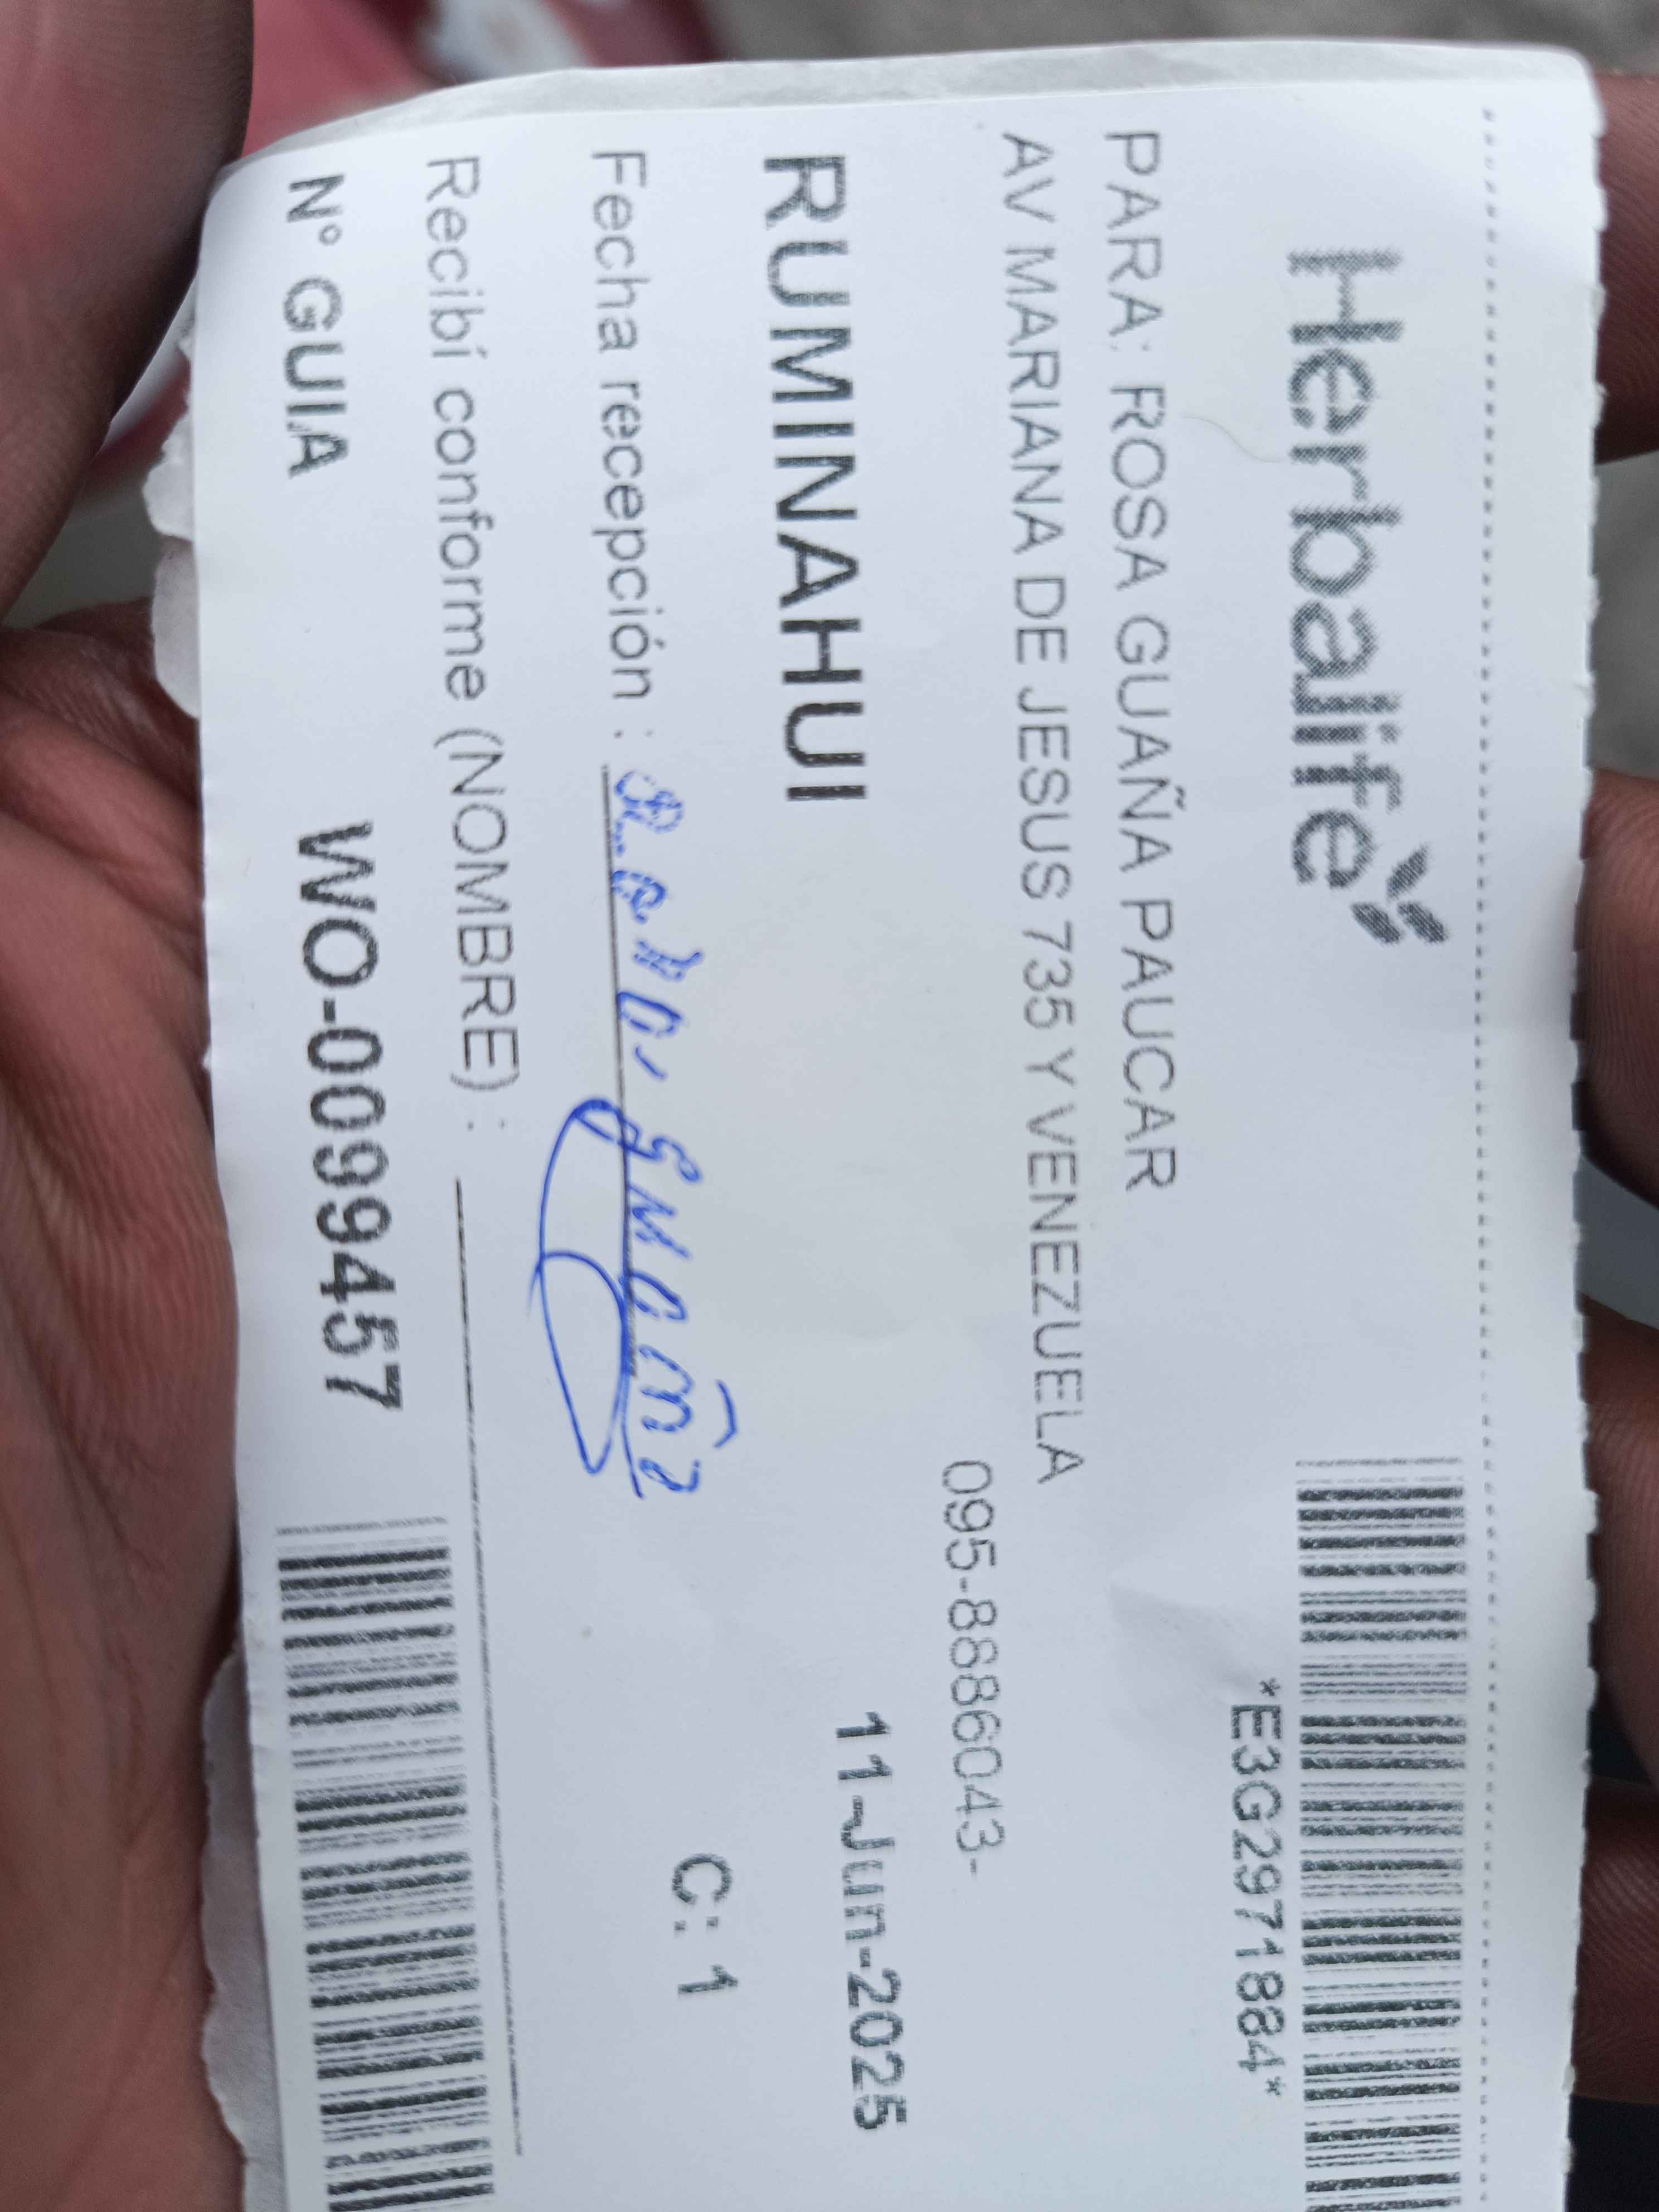 Herbalife
*E3G2971884*
PARA: ROSA GUAÑA PAUCAR
AV MARIANA DE JESUS 735 Y VENEZUELA
095-8886043-
RUMINAHUI
11-Jun-2025
Fecha recepción :
C: 1
Recibí conforme (NOMBRE) :
N° GUIA WO-0099457